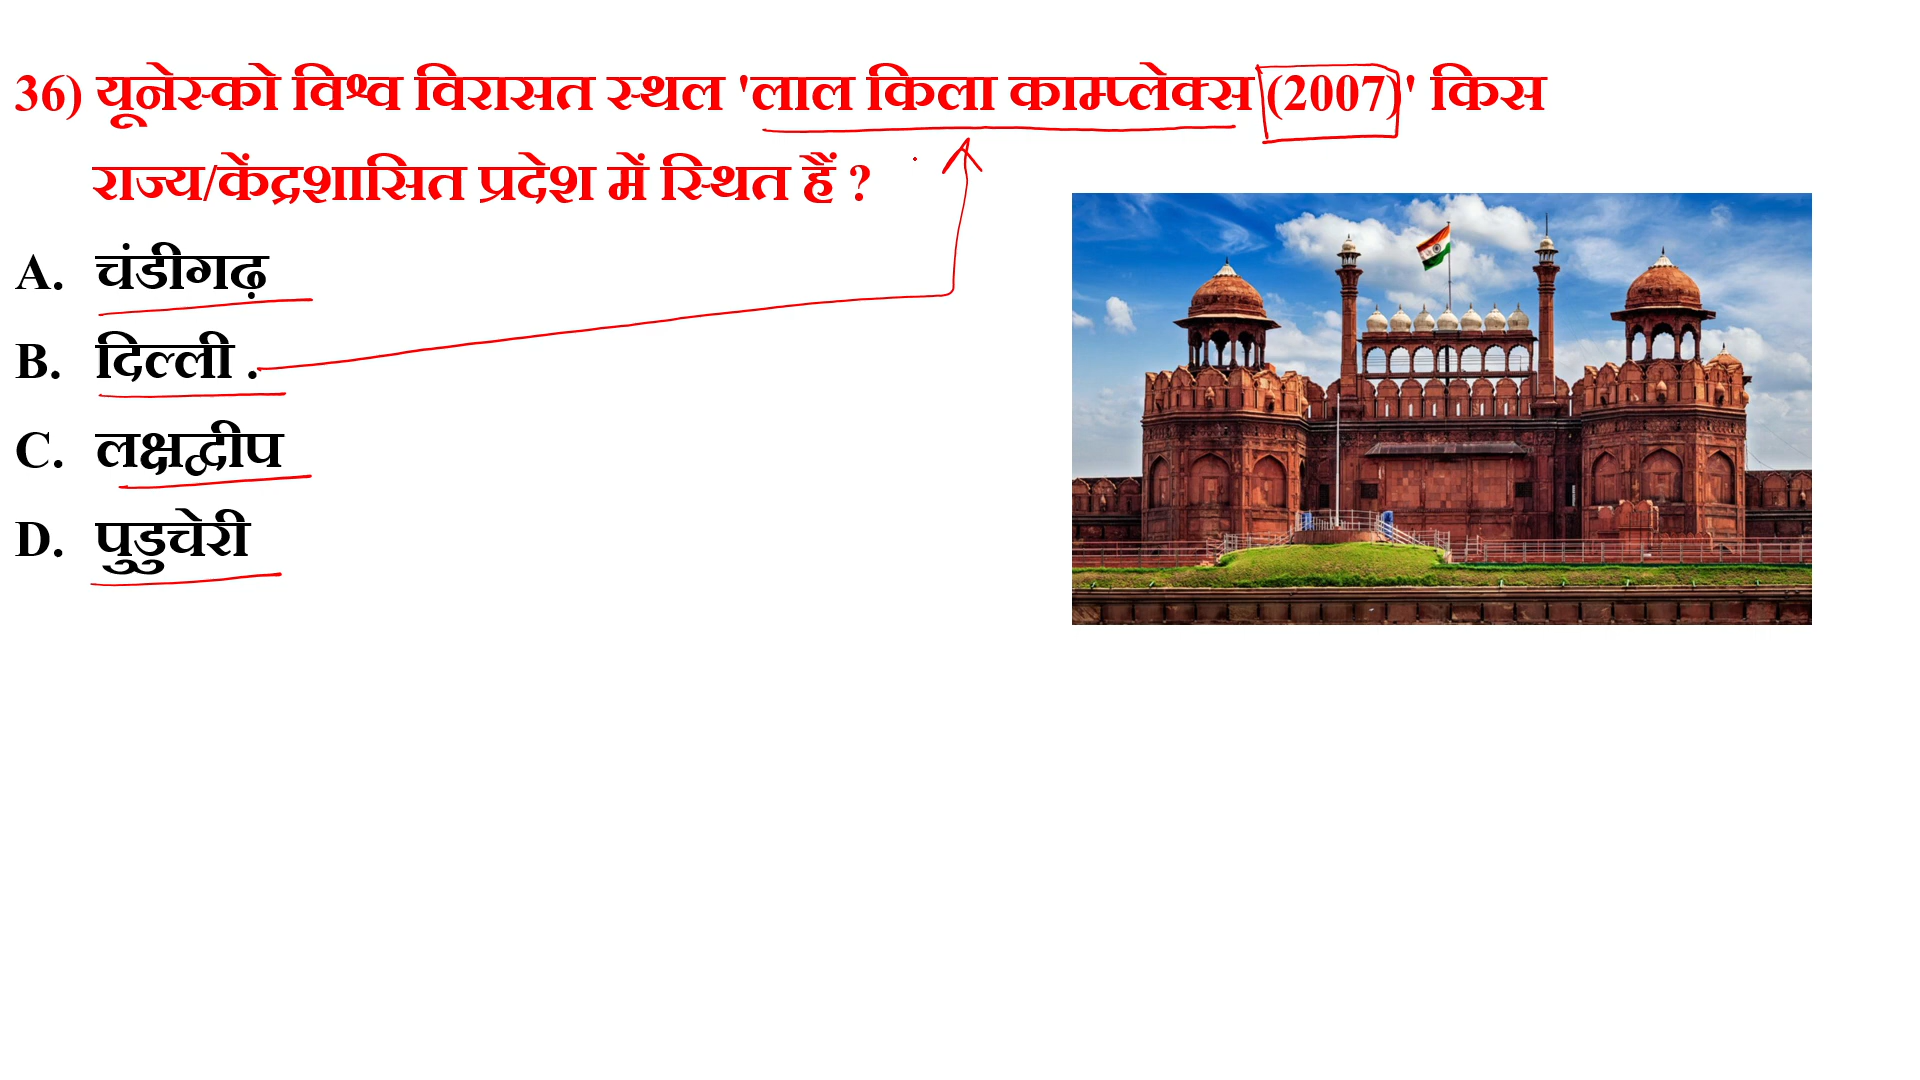 36) यूनेस्को विश्व विरासत स्थल 'लाल किला काम्प्लेक्स (2007)' किस
राज्य/केंद्रशासित प्रदेश में स्थित हैं ?
A. चंडीगढ़
B. दिल्ली .
C. लक्षद्वीप
D. पुडुचेरी